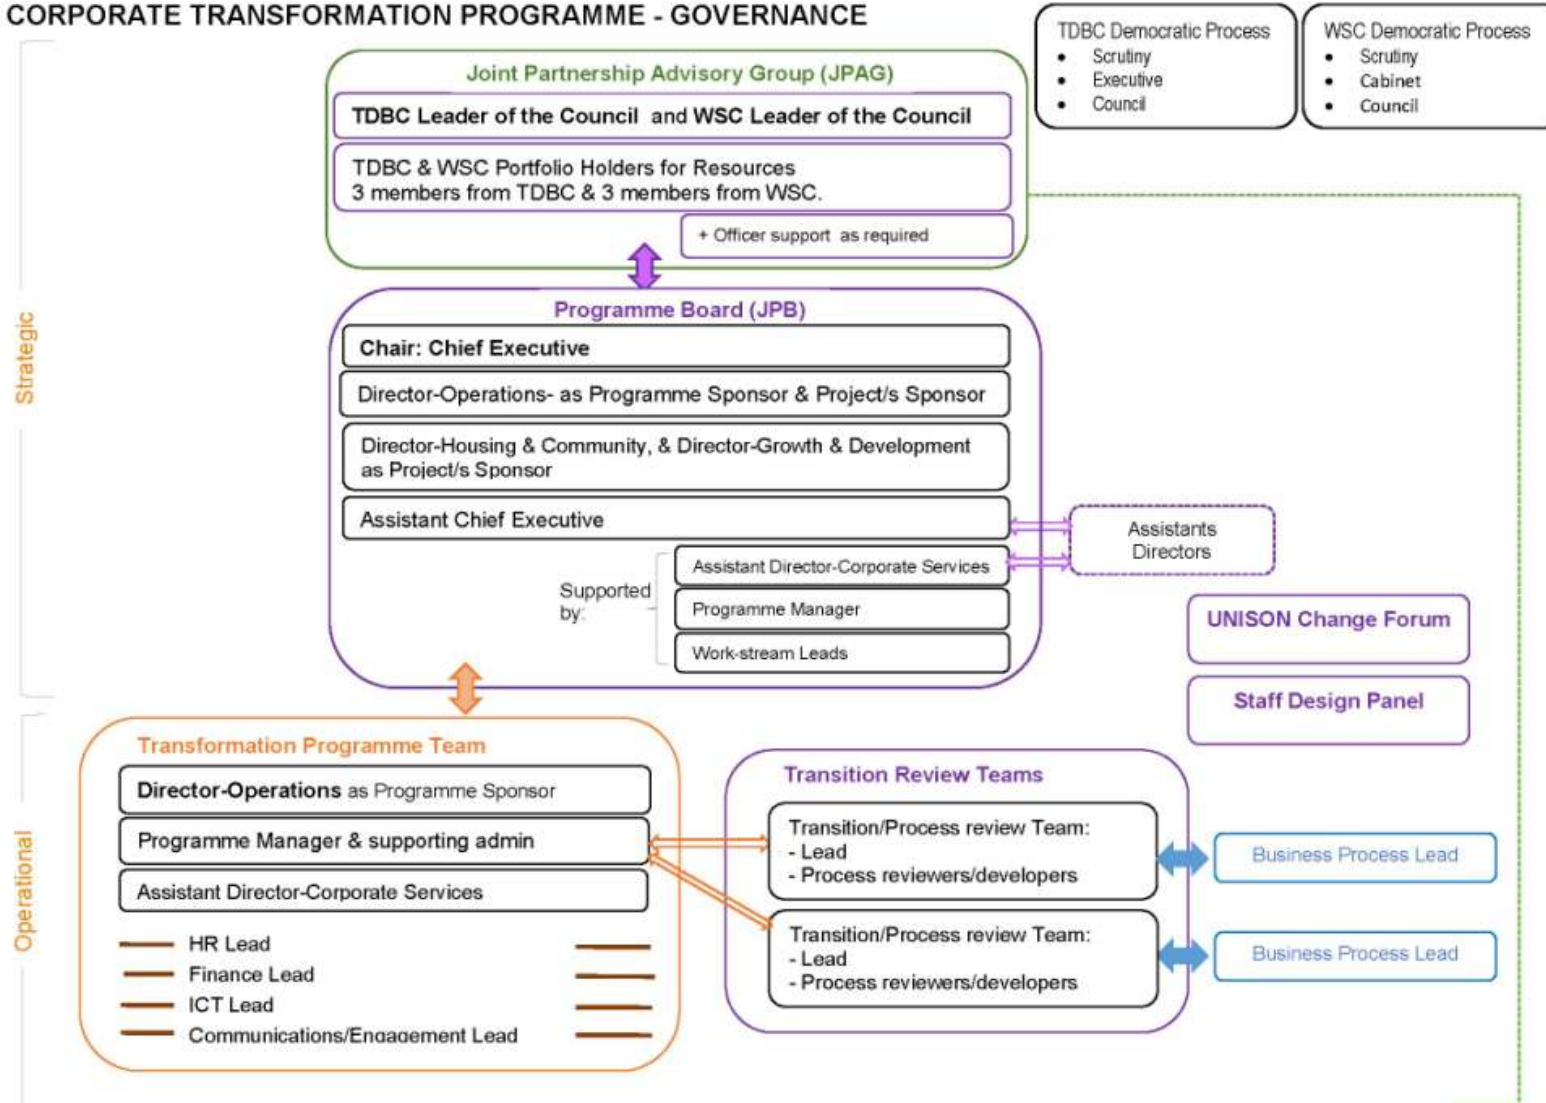 CORPORATE TRANSFORMATION PROGRAMME - GOVERNANCE
TDBC Democratic Process
• Scrutiny
• Executive
• Council
WSC Democratic Process
• Scrutiny
• Cabinet
• Council
Strategic
Joint Partnership Advisory Group (JPAG)
TDBC Leader of the Council and WSC Leader of the Council
TDBC & WSC Portfolio Holders for Resources
3 members from TDBC & 3 members from WSC.
+ Officer support as required
Programme Board (JPB)
Chair: Chief Executive
Director-Operations- as Programme Sponsor & Project/s Sponsor
Director-Housing & Community, & Director-Growth & Development
as Project/s Sponsor
Assistant Chief Executive
Supported
by:
Assistant Director-Corporate Services
Programme Manager
Work-stream Leads
Assistants
Directors
UNISON Change Forum
Staff Design Panel
Operational
Transformation Programme Team
Director-Operations as Programme Sponsor
Programme Manager & supporting admin
Assistant Director-Corporate Services
HR Lead
Finance Lead
ICT Lead
Communications/Engagement Lead
Transition Review Teams
Transition/Process review Team:
- Lead
- Process reviewers/developers
Transition/Process review Team:
- Lead
- Process reviewers/developers
Business Process Lead
Business Process Lead